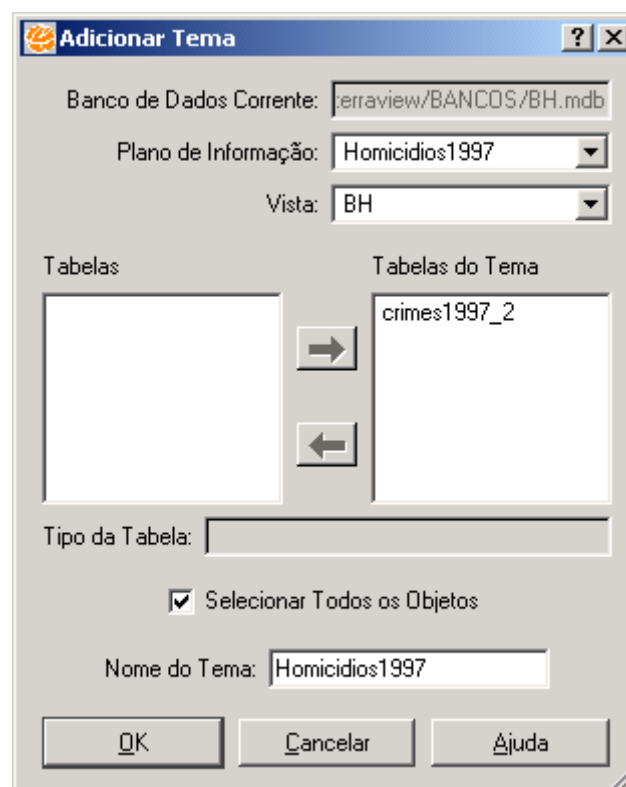 Adicionar Tema
Banco de Dados Corrente: :erraview/BANCOS/BH.mdb
Plano de Informação: Homicidios1997
Vista: BH
Tabelas Tabelas do Tema
crimes1997_2
Tipo da Tabela:
Selecionar Todos os Objetos
Nome do Tema: Homicidios1997
OK Cancelar Ajuda